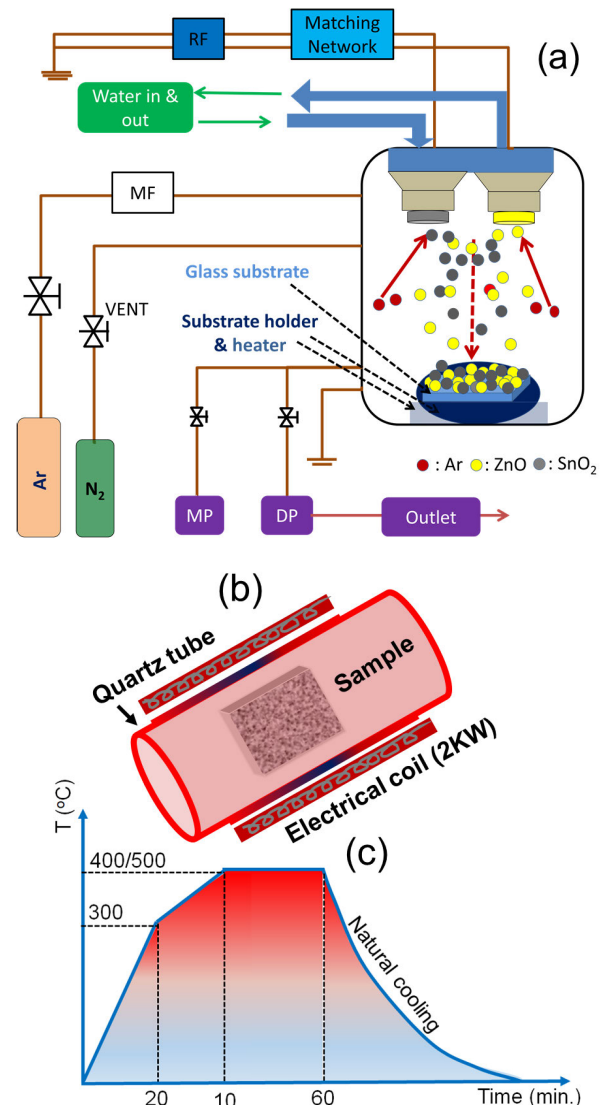 RF
Matching
Network
(a)
Water in &
out
MF
Glass substrate
VENT
Substrate holder
& heater
Ar
N₂
: Ar
: ZnO
: SnO₂
MP
DP
Outlet
(b)
Quartz tube
Sample
Electrical coil (2KW)
(c)
T (°C)
400/500
300
Natural cooling
20
10
60
Time (min.)